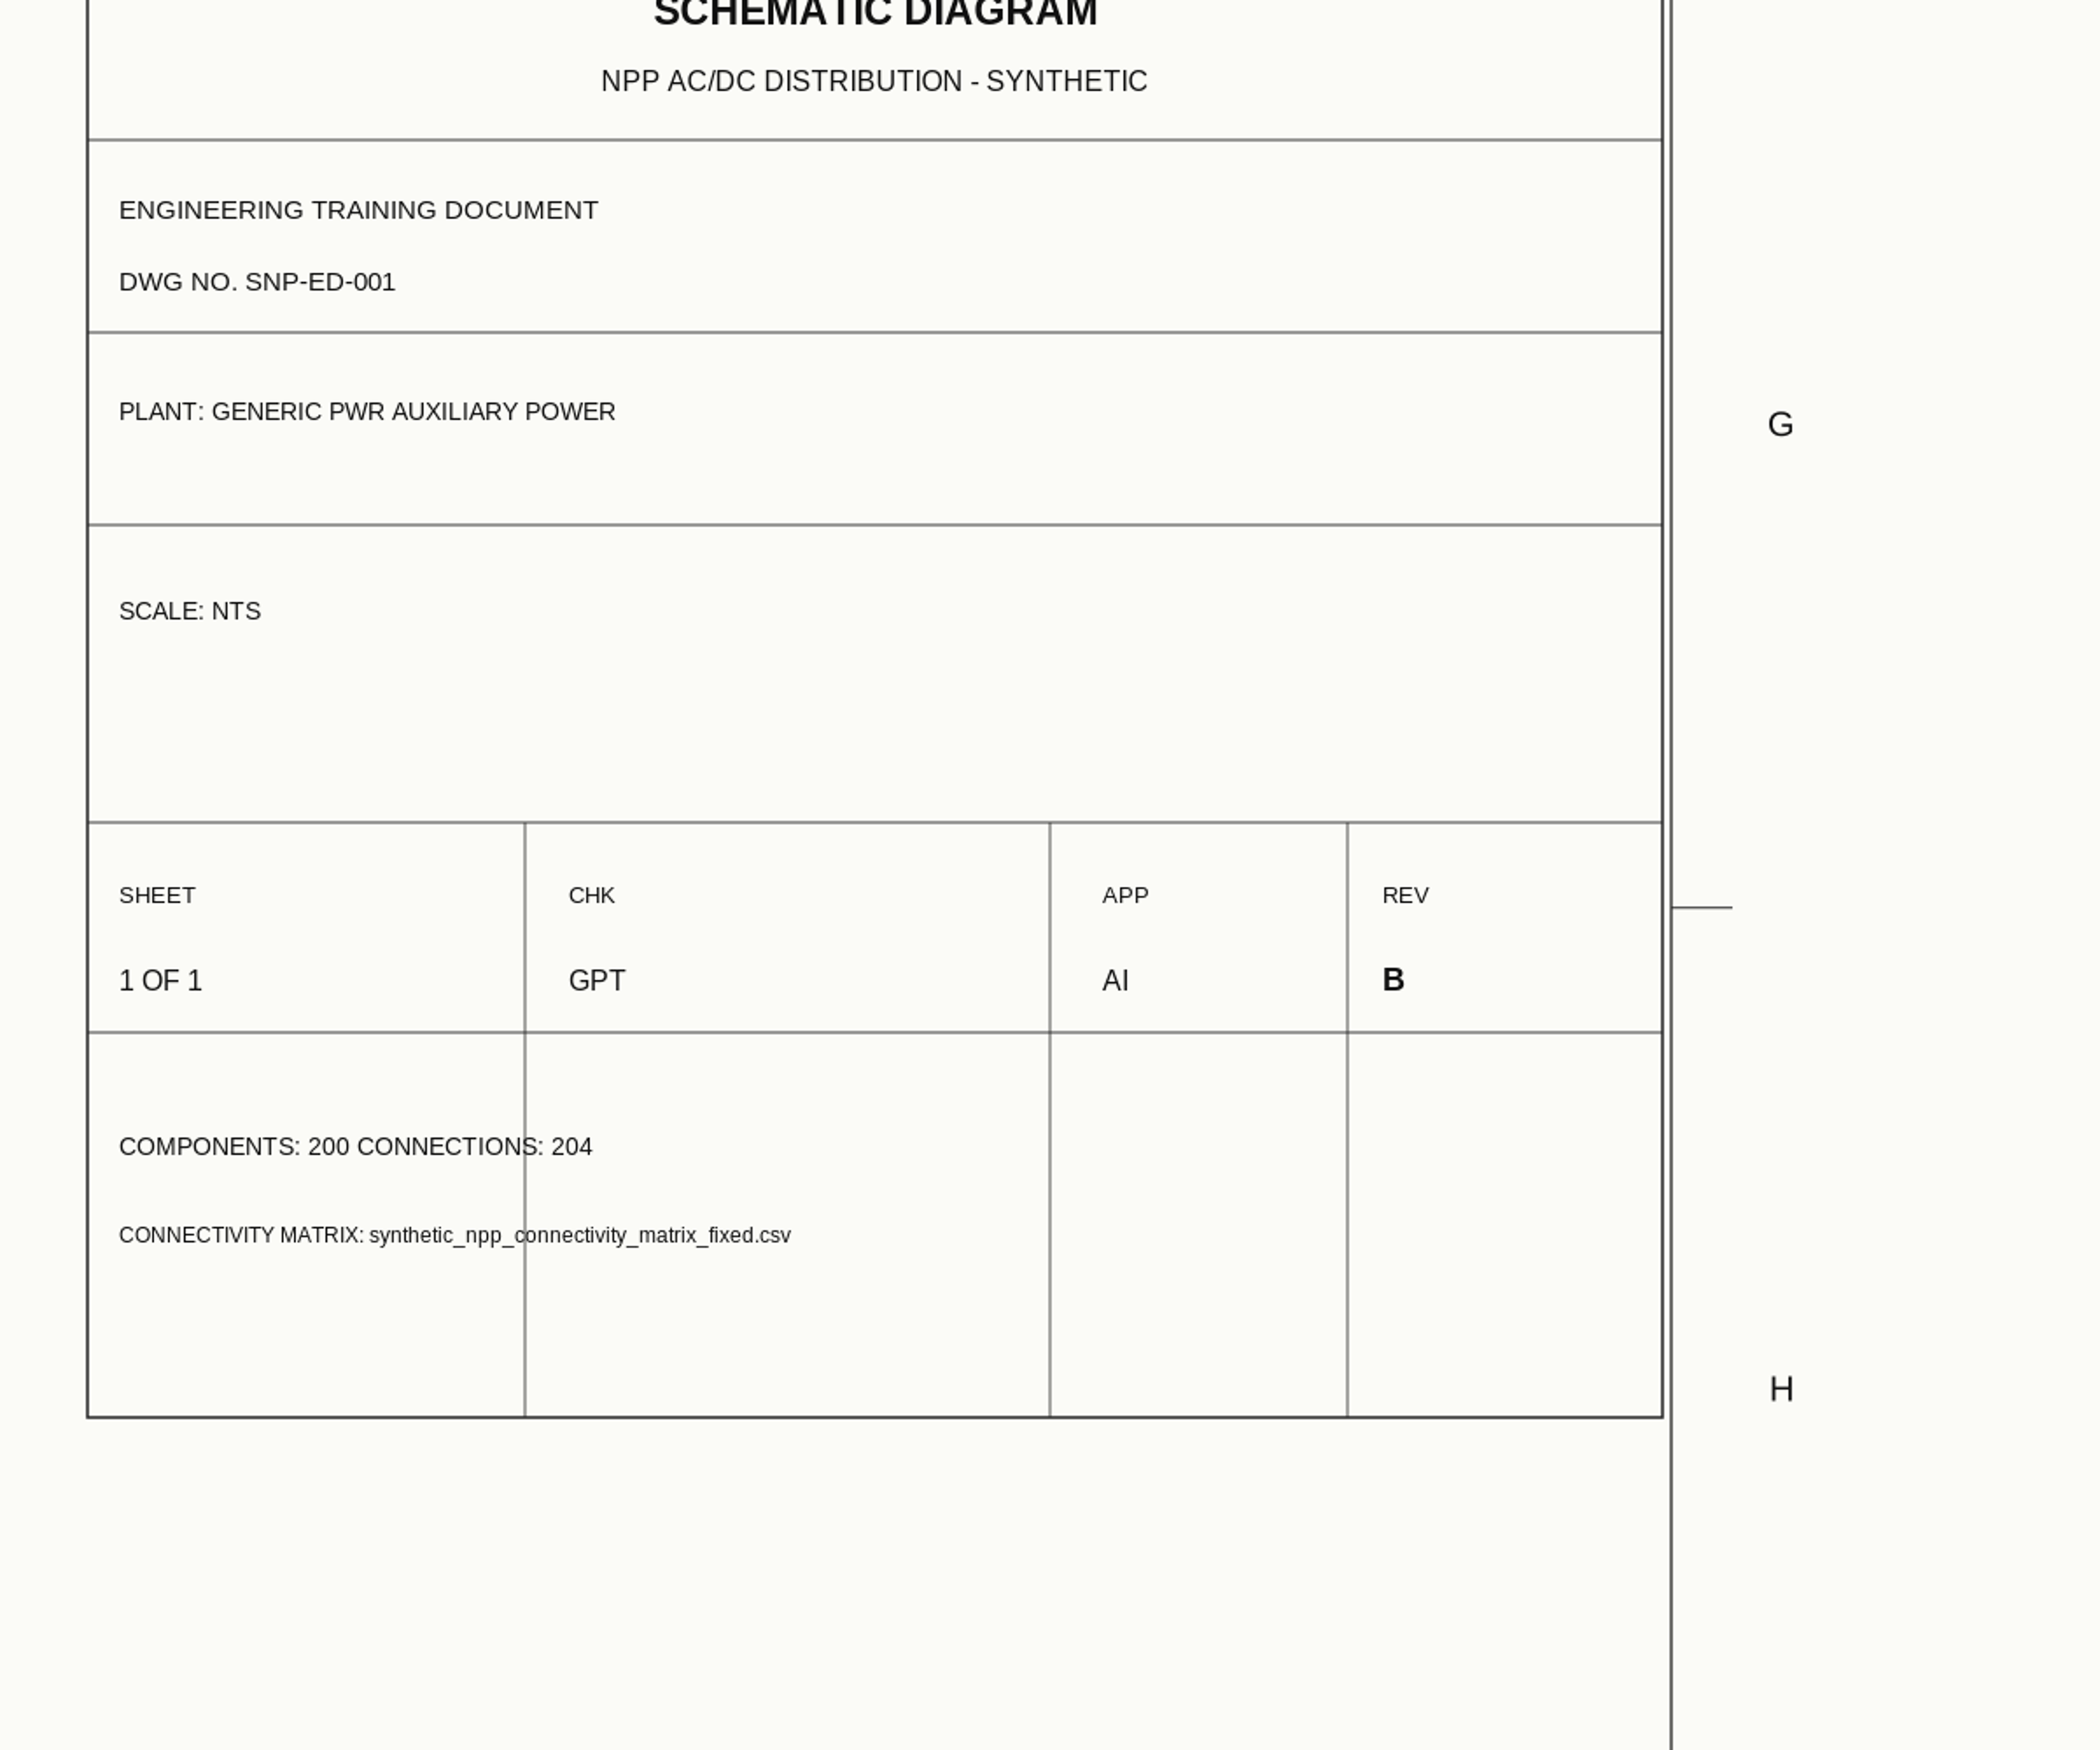 SCHEMATIC DIAGRAM
NPP AC/DC DISTRIBUTION - SYNTHETIC
ENGINEERING TRAINING DOCUMENT
DWG NO. SNP-ED-001
PLANT: GENERIC PWR AUXILIARY POWER
G
SCALE: NTS
SHEET CHK APP REV
1 OF 1 GPT AI B
COMPONENTS: 200 CONNECTIONS: 204
CONNECTIVITY MATRIX: synthetic_npp_connectivity_matrix_fixed.csv
H